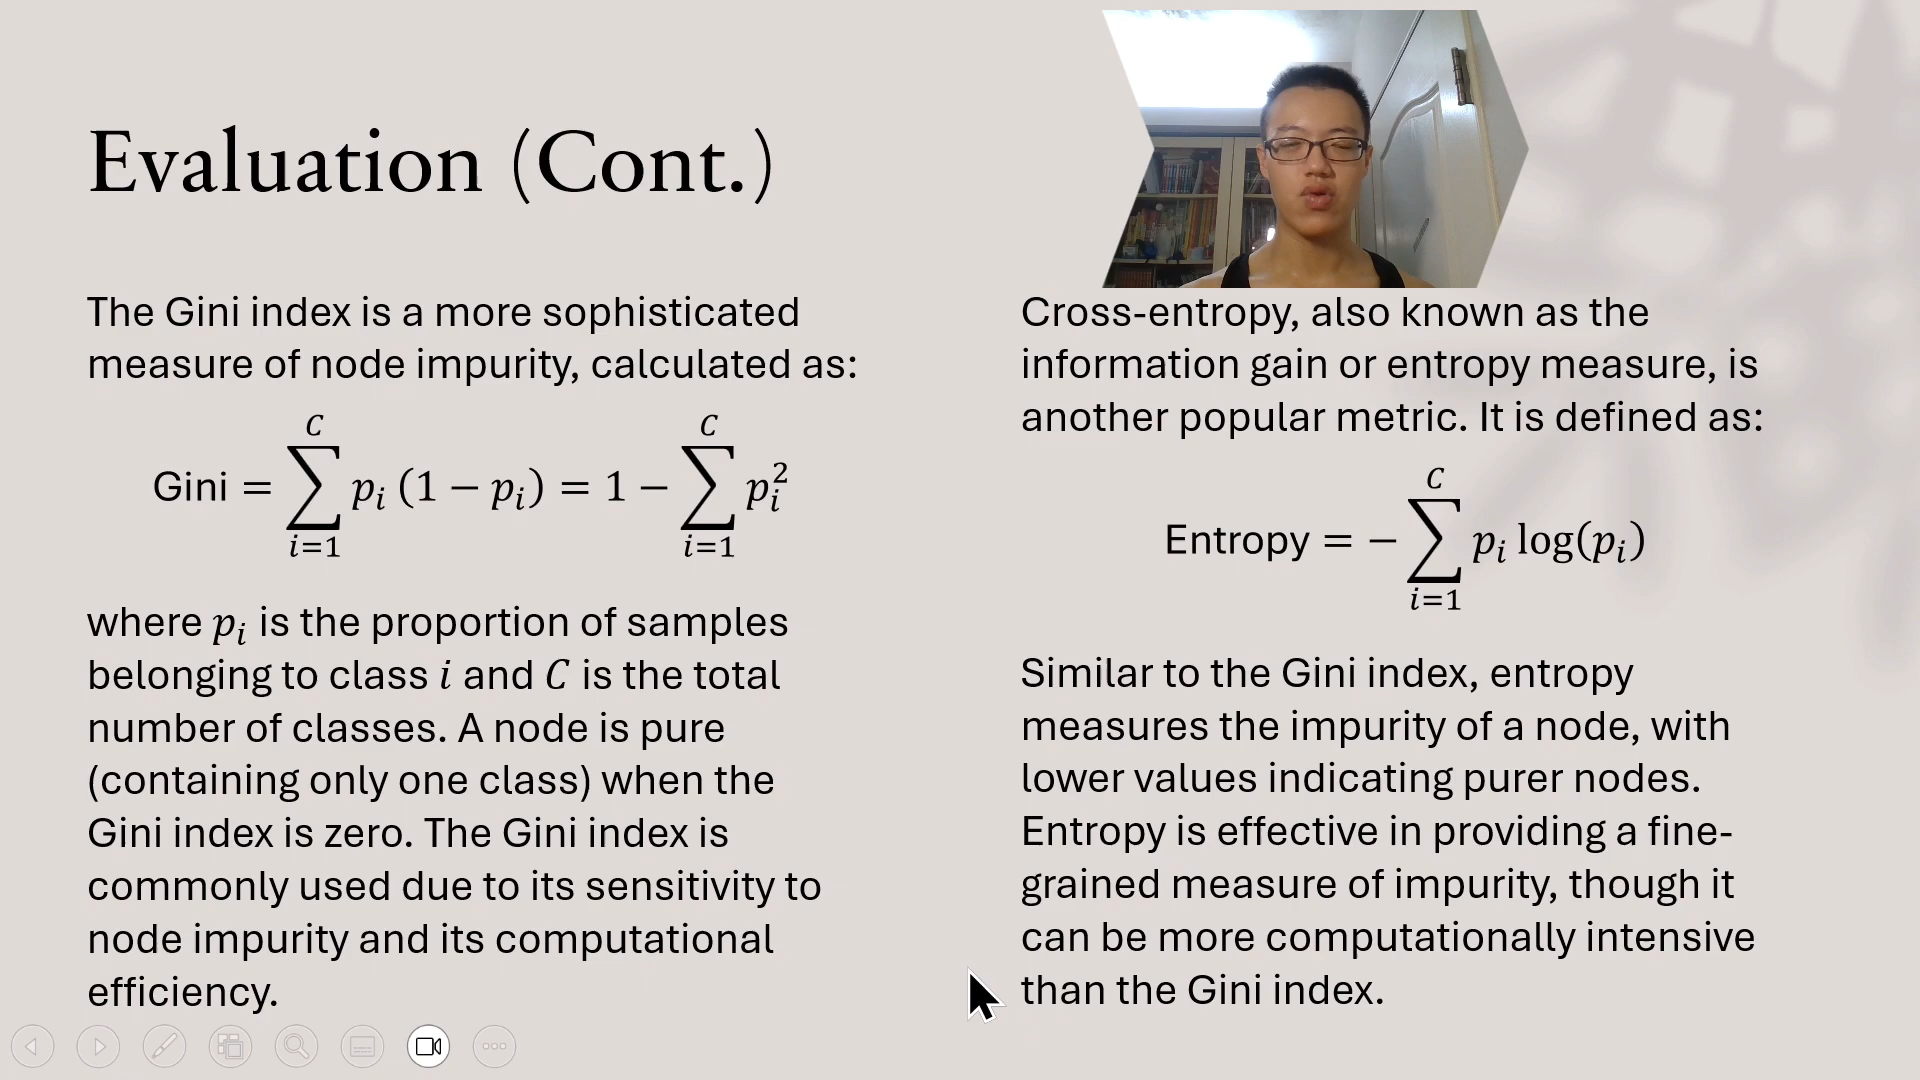 Evaluation (Cont.)
The Gini index is a more sophisticated
measure of node impurity, calculated as:
Gini = ∑_{i=1}^{C} p_i (1 − p_i) = 1 − ∑_{i=1}^{C} p_i^2
where p_i is the proportion of samples
belonging to class i and C is the total
number of classes. A node is pure
(containing only one class) when the
Gini index is zero. The Gini index is
commonly used due to its sensitivity to
node impurity and its computational
efficiency.
Cross-entropy, also known as the
information gain or entropy measure, is
another popular metric. It is defined as:
Entropy = − ∑_{i=1}^{C} p_i log(p_i)
Similar to the Gini index, entropy
measures the impurity of a node, with
lower values indicating purer nodes.
Entropy is effective in providing a fine-
grained measure of impurity, though it
can be more computationally intensive
than the Gini index.